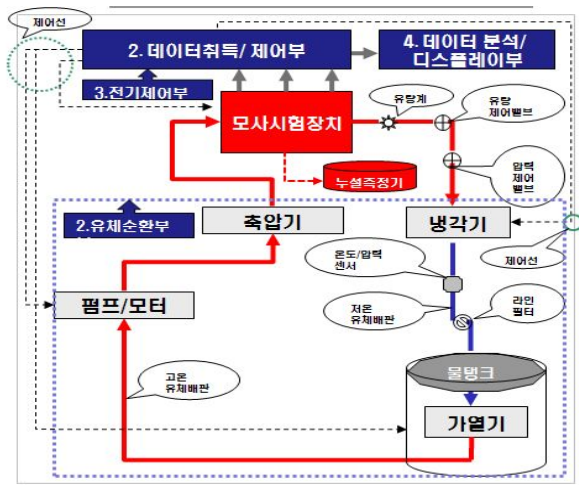 제어선
2. 데이터취득/ 제어부
4. 데이터 분석/
디스플레이부
3.전기제어부
모사시험장치
유량계
유량
제어밸브
누설측정기
압력
제어
밸브
2.유체순환부
축압기
냉각기
제어선
온도/압력
센서
펌프/모터
저온
유체배관
라인
필터
고온
유체배관
물탱크
가열기